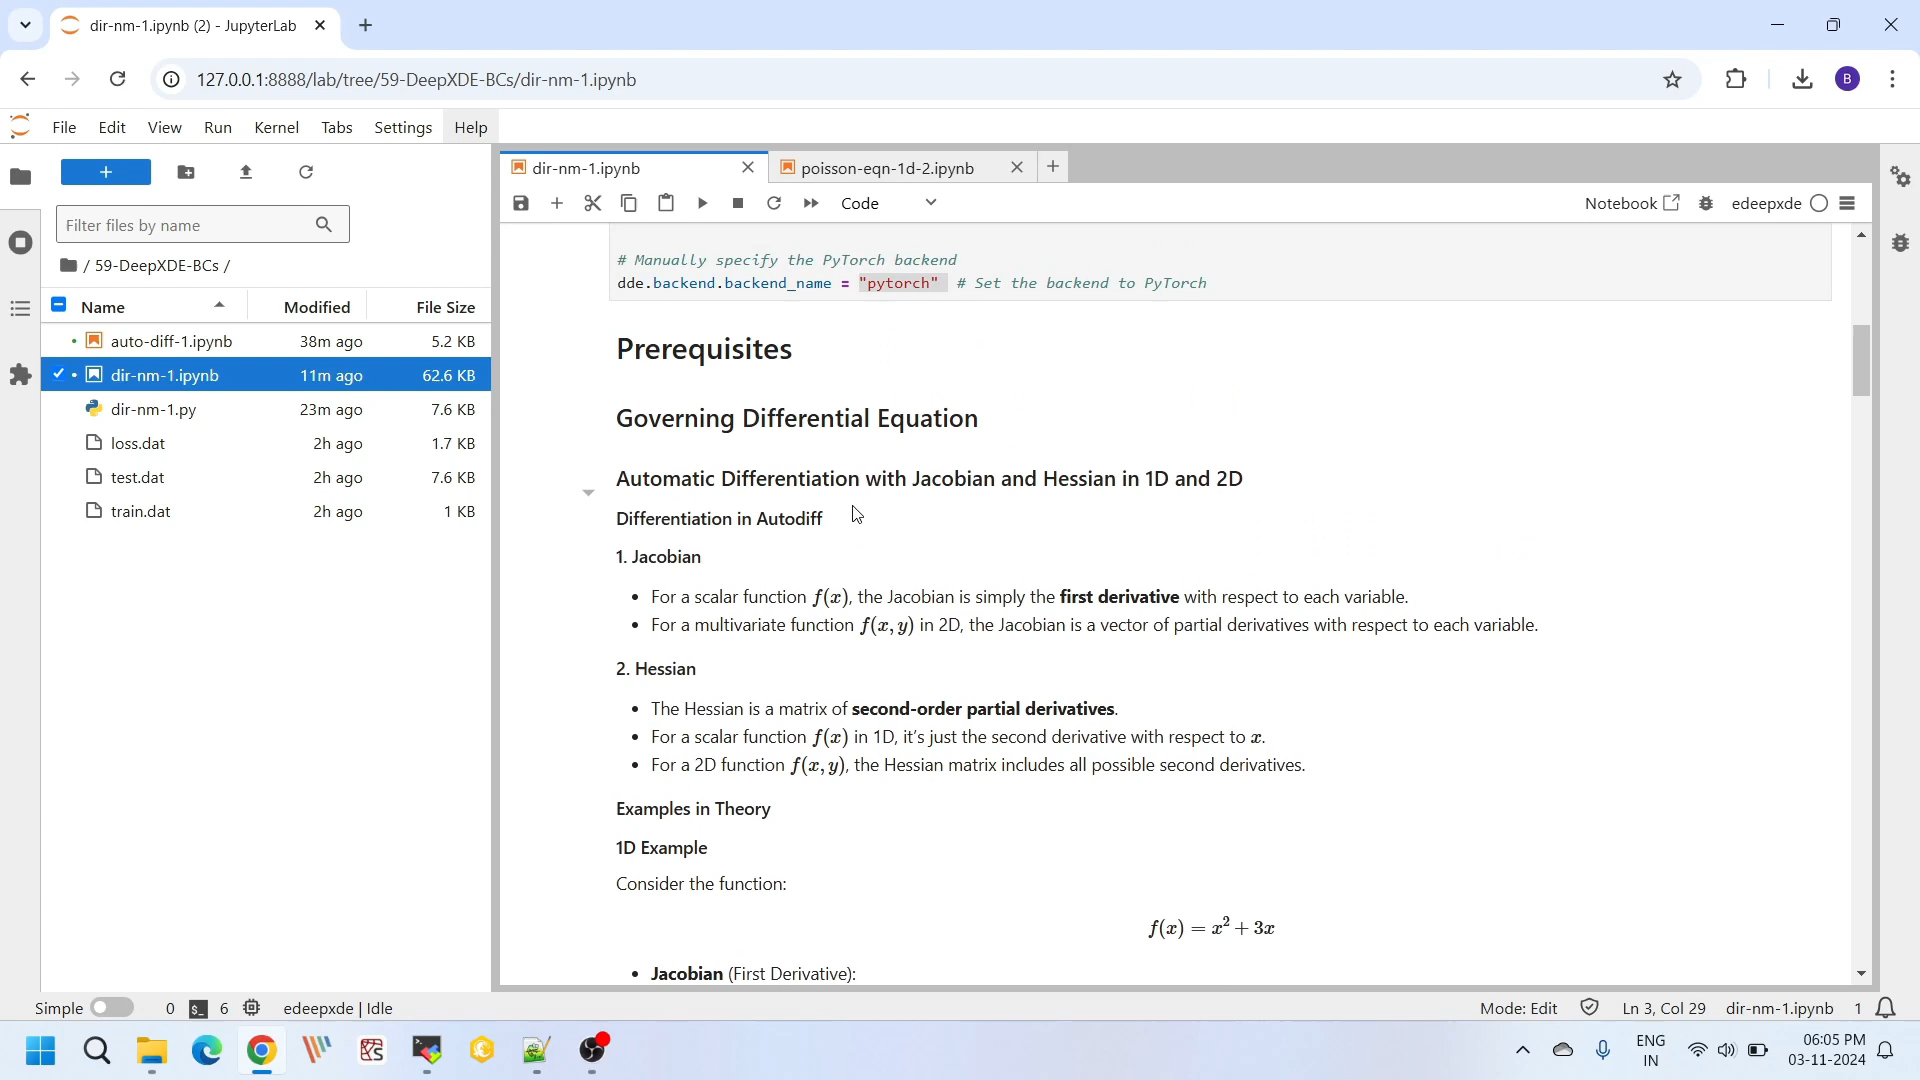 dir-nm-1.ipynb (2) - JupyterLab
127.0.0.1:8888/lab/tree/59-DeepXDE-BCs/dir-nm-1.ipynb
B
File Edit View Run Kernel Tabs Settings Help
+
Filter files by name
/ 59-DeepXDE-BCs /
Name Modified File Size
auto-diff-1.ipynb 38m ago 5.2 KB
dir-nm-1.ipynb 11m ago 62.6 KB
dir-nm-1.py 23m ago 7.6 KB
loss.dat 2h ago 1.7 KB
test.dat 2h ago 7.6 KB
train.dat 2h ago 1 KB
dir-nm-1.ipynb poisson-eqn-1d-2.ipynb
Code Notebook edeepxde
# Manually specify the PyTorch backend
dde.backend.backend_name = "pytorch" # Set the backend to PyTorch
Prerequisites
Governing Differential Equation
Automatic Differentiation with Jacobian and Hessian in 1D and 2D
Differentiation in Autodiff
1. Jacobian
• For a scalar function f(x), the Jacobian is simply the first derivative with respect to each variable.
• For a multivariate function f(x, y) in 2D, the Jacobian is a vector of partial derivatives with respect to each variable.
2. Hessian
• The Hessian is a matrix of second-order partial derivatives.
• For a scalar function f(x) in 1D, it's just the second derivative with respect to x.
• For a 2D function f(x, y), the Hessian matrix includes all possible second derivatives.
Examples in Theory
1D Example
Consider the function:
f(x) = x² + 3x
• Jacobian (First Derivative):
Simple 0 $_ 6 edeepxde | Idle Mode: Edit Ln 3, Col 29 dir-nm-1.ipynb 1
ENG
IN
06:05 PM
03-11-2024